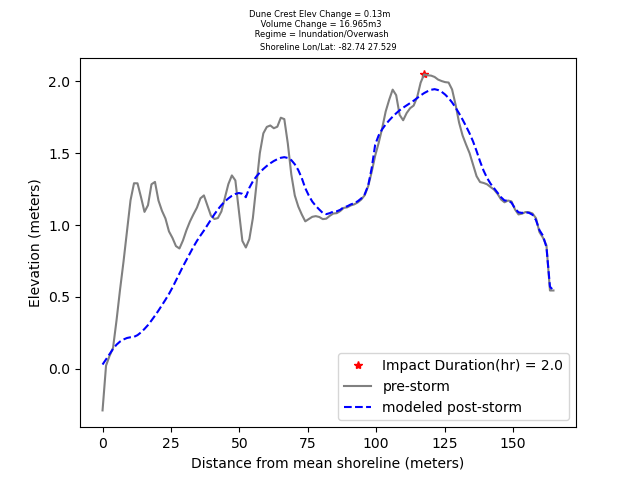 Dune Crest Elev Change = 0.13m
Volume Change = 16.965m3
Regime = Inundation/Overwash
Shoreline Lon/Lat: -82.74 27.529
2.0
1.5
1.0
0.5
0.0
Elevation (meters)
Impact Duration(hr) = 2.0
pre-storm
modeled post-storm
0 25 50 75 100 125 150
Distance from mean shoreline (meters)